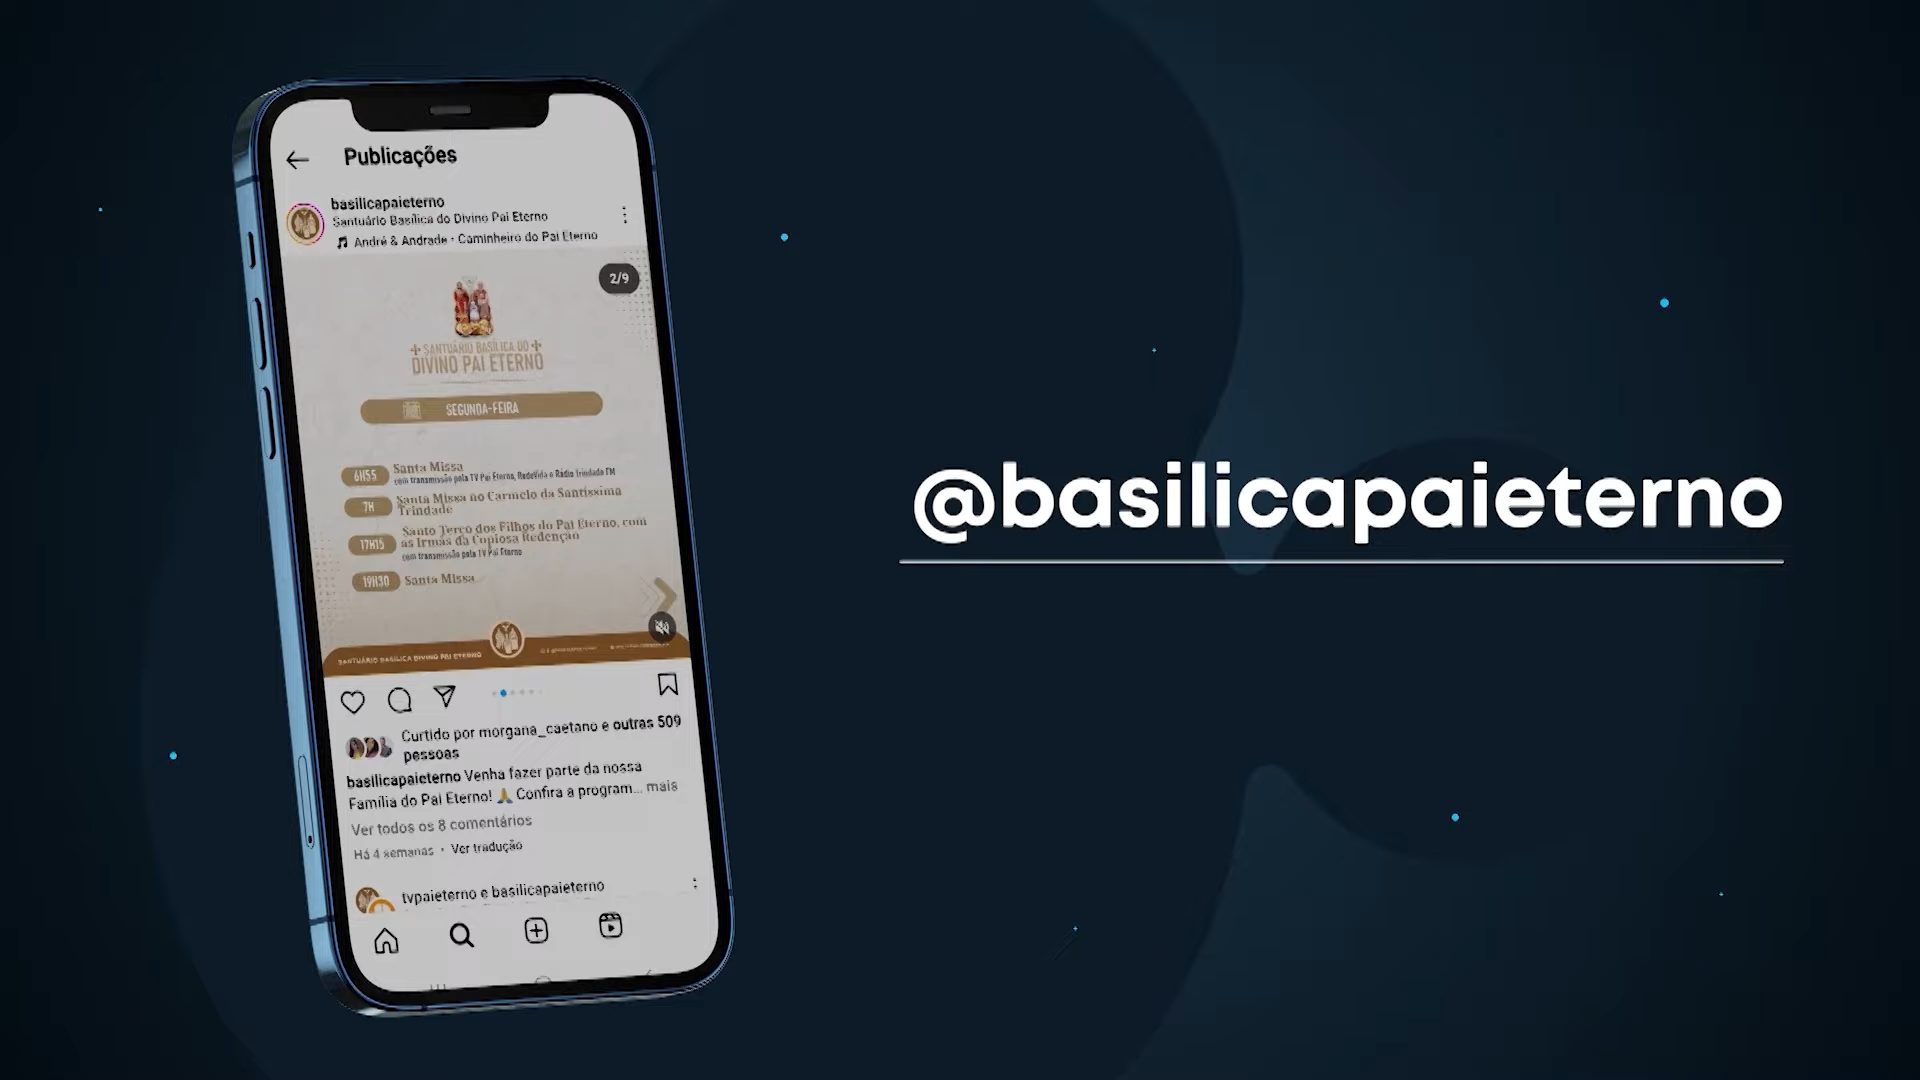 Publicações
basilicapaieterno
Santuário Basílica do Divino Pai Eterno
André & Andrade · Caminheiro do Pai Eterno
2/9
SANTUÁRIO BASÍLICA DO
DIVINO PAI ETERNO
SEGUNDA-FEIRA
6H55 Santa Missa
com transmissão pela TV Pai Eterno, RedeVida e Rádio Trindade FM
7H Santa Missa no Carmelo da Santíssima
Trindade
17H15 Santo Terço dos Filhos do Pai Eterno, com
as Irmãs da Copiosa Redenção
com transmissão pela TV Pai Eterno
19H30 Santa Missa
SANTUÁRIO BASÍLICA DIVINO PAI ETERNO
Curtido por morgana_caetano e outras 509
pessoas
basilicapaieterno Venha fazer parte da nossa
Família do Pai Eterno! 🙏 Confira a program... mais
Ver todos os 8 comentários
Há 4 semanas · Ver tradução
tvpaieterno e basilicapaieterno
@basilicapaieterno